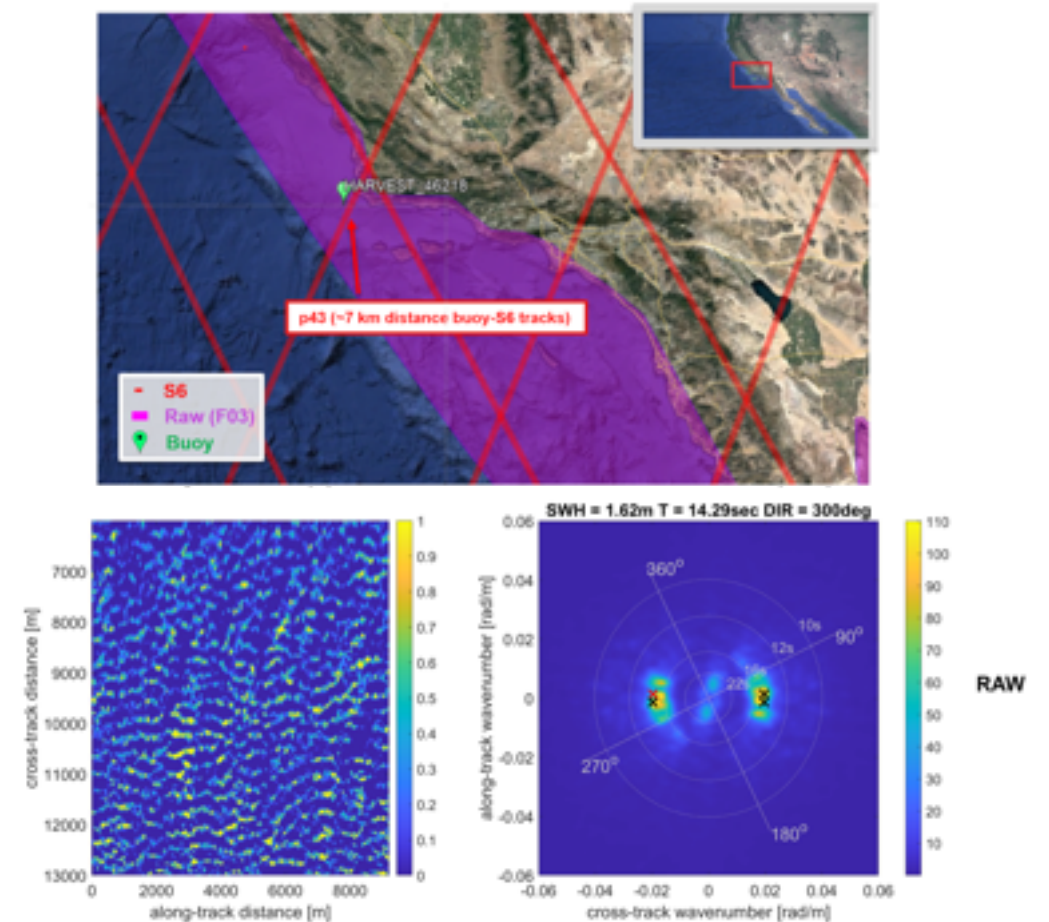 HARVEST_46218
p43 (~7 km distance buoy-S6 tracks)
S6
Raw (F03)
Buoy
SWH = 1.62m T = 14.29sec DIR = 300deg
cross-track distance [m]
7000
8000
9000
10000
11000
12000
13000
0 2000 4000 6000 8000
along-track distance [m]
1
0.9
0.8
0.7
0.6
0.5
0.4
0.3
0.2
0.1
0
along-track wavenumber [rad/m]
0.06
0.04
0.02
0
-0.02
-0.04
-0.06
-0.06 -0.04 -0.02 0 0.02 0.04 0.06
cross-track wavenumber [rad/m]
360°
90°
180°
270°
10s
12s
22s
110
100
90
80
70
60
50
40
30
20
10
RAW